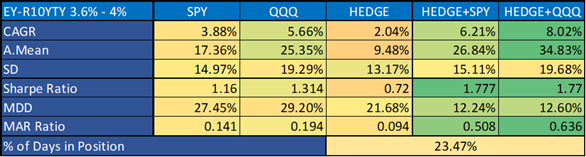 EY-R10YTY 3.6% - 4% SPY QQQ HEDGE HEDGE+SPY HEDGE+QQQ
CAGR 3.88% 5.66% 2.04% 6.21% 8.02%
A.Mean 17.36% 25.35% 9.48% 26.84% 34.83%
SD 14.97% 19.29% 13.17% 15.11% 19.68%
Sharpe Ratio 1.16 1.314 0.72 1.777 1.77
MDD 27.45% 29.20% 21.68% 12.24% 12.60%
MAR Ratio 0.141 0.194 0.094 0.508 0.636
% of Days in Position 23.47%